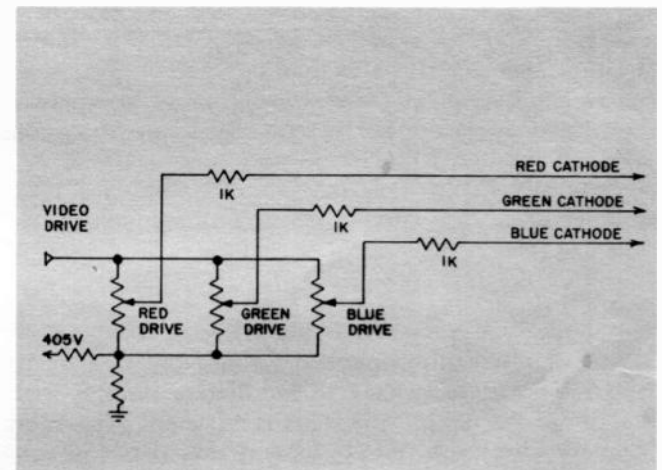 RED CATHODE
1K
GREEN CATHODE
1K
VIDEO
DRIVE
BLUE CATHODE
1K
RED
DRIVE
GREEN
DRIVE
BLUE
DRIVE
405V